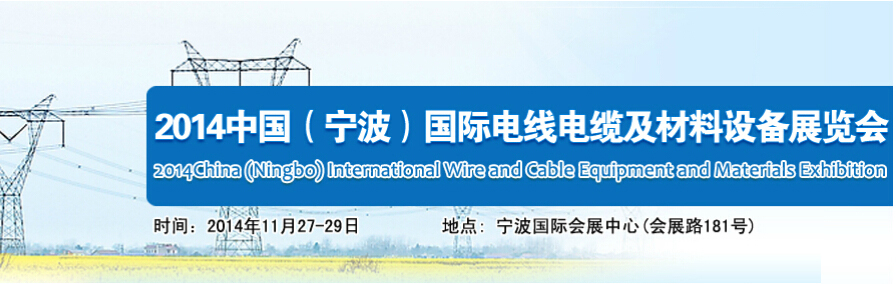 2014中国（宁波）国际电线电缆及材料设备展览会
2014China (Ningbo) International Wire and Cable Equipment and Materials Exhibition
时间：2014年11月27-29日 地点：宁波国际会展中心(会展路181号)